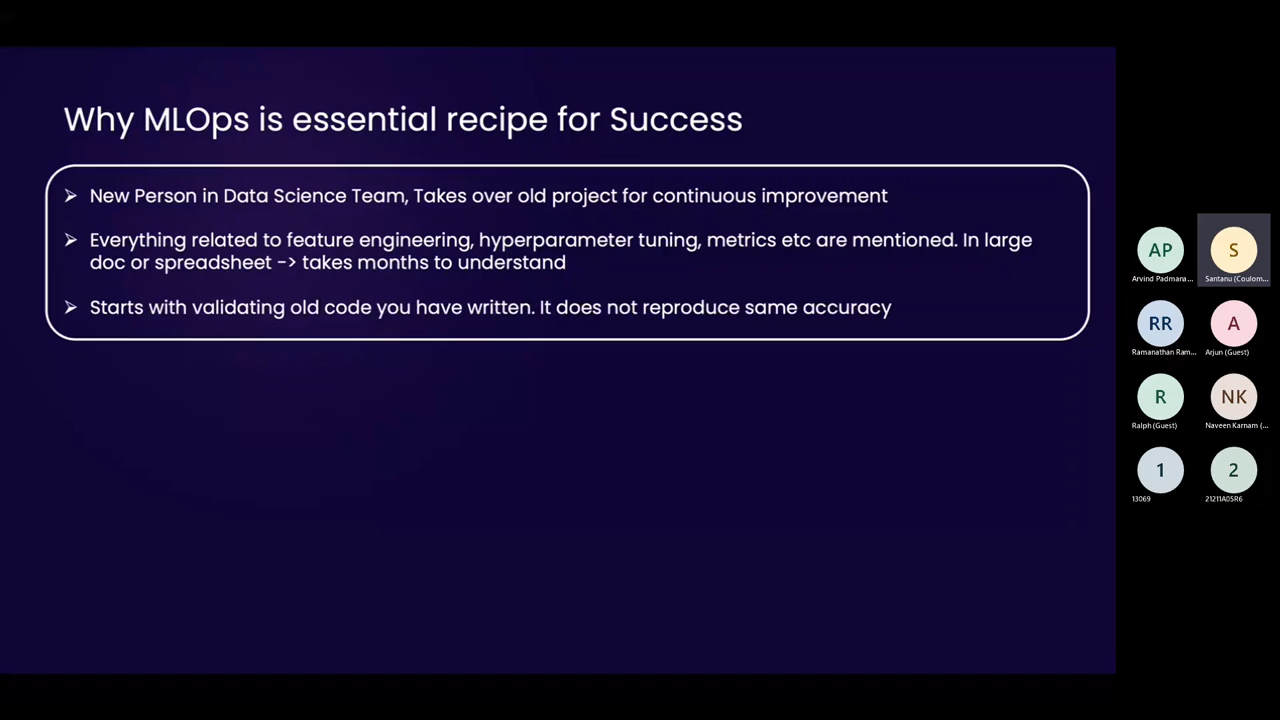 Why MLOps is essential recipe for Success
➢ New Person in Data Science Team, Takes over old project for continuous improvement
➢ Everything related to feature engineering, hyperparameter tuning, metrics etc are mentioned. In large
doc or spreadsheet -> takes months to understand
➢ Starts with validating old code you have written. It does not reproduce same accuracy
AP
S
Arvind Padmana...
Santanu (Coulom...
RR
A
Ramanathan Ram...
Arjun (Guest)
R
NK
Ralph (Guest)
Naveen Karnam (...
1
2
13069
21211A05R6